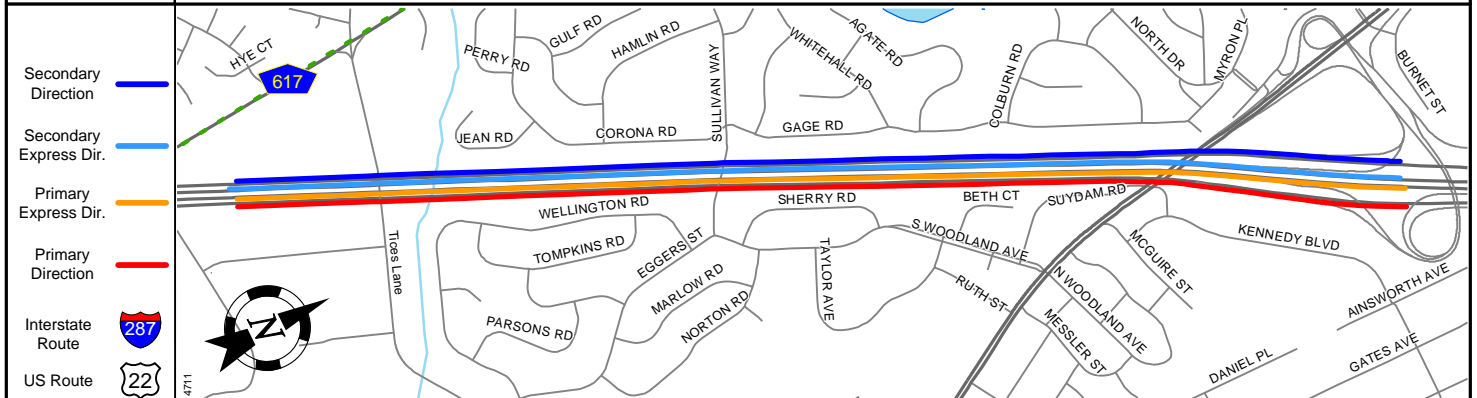 Secondary
Direction
Secondary
Express Dir.
Primary
Express Dir.
Primary
Direction
Interstate
Route
287
US Route
22
4711
HYE CT
617
PERRY RD
GULF RD
HAMLIN RD
SULLIVAN WAY
WHITEHALL RD
AGATE RD
COLBURN RD
NORTH DR
MYRON PL
BURNET ST
JEAN RD
CORONA RD
GAGE RD
Tices Lane
WELLINGTON RD
TOMPKINS RD
EGGERS ST
SHERRY RD
BETH CT
SUYDAM RD
S WOODLAND AVE
KENNEDY BLVD
MCGUIRE ST
TAYLOR AVE
MARLOW RD
NORTON RD
PARSONS RD
RUTH ST
N WOODLAND AVE
MESSLER ST
AINSWORTH AVE
DANIEL PL
GATES AVE
N